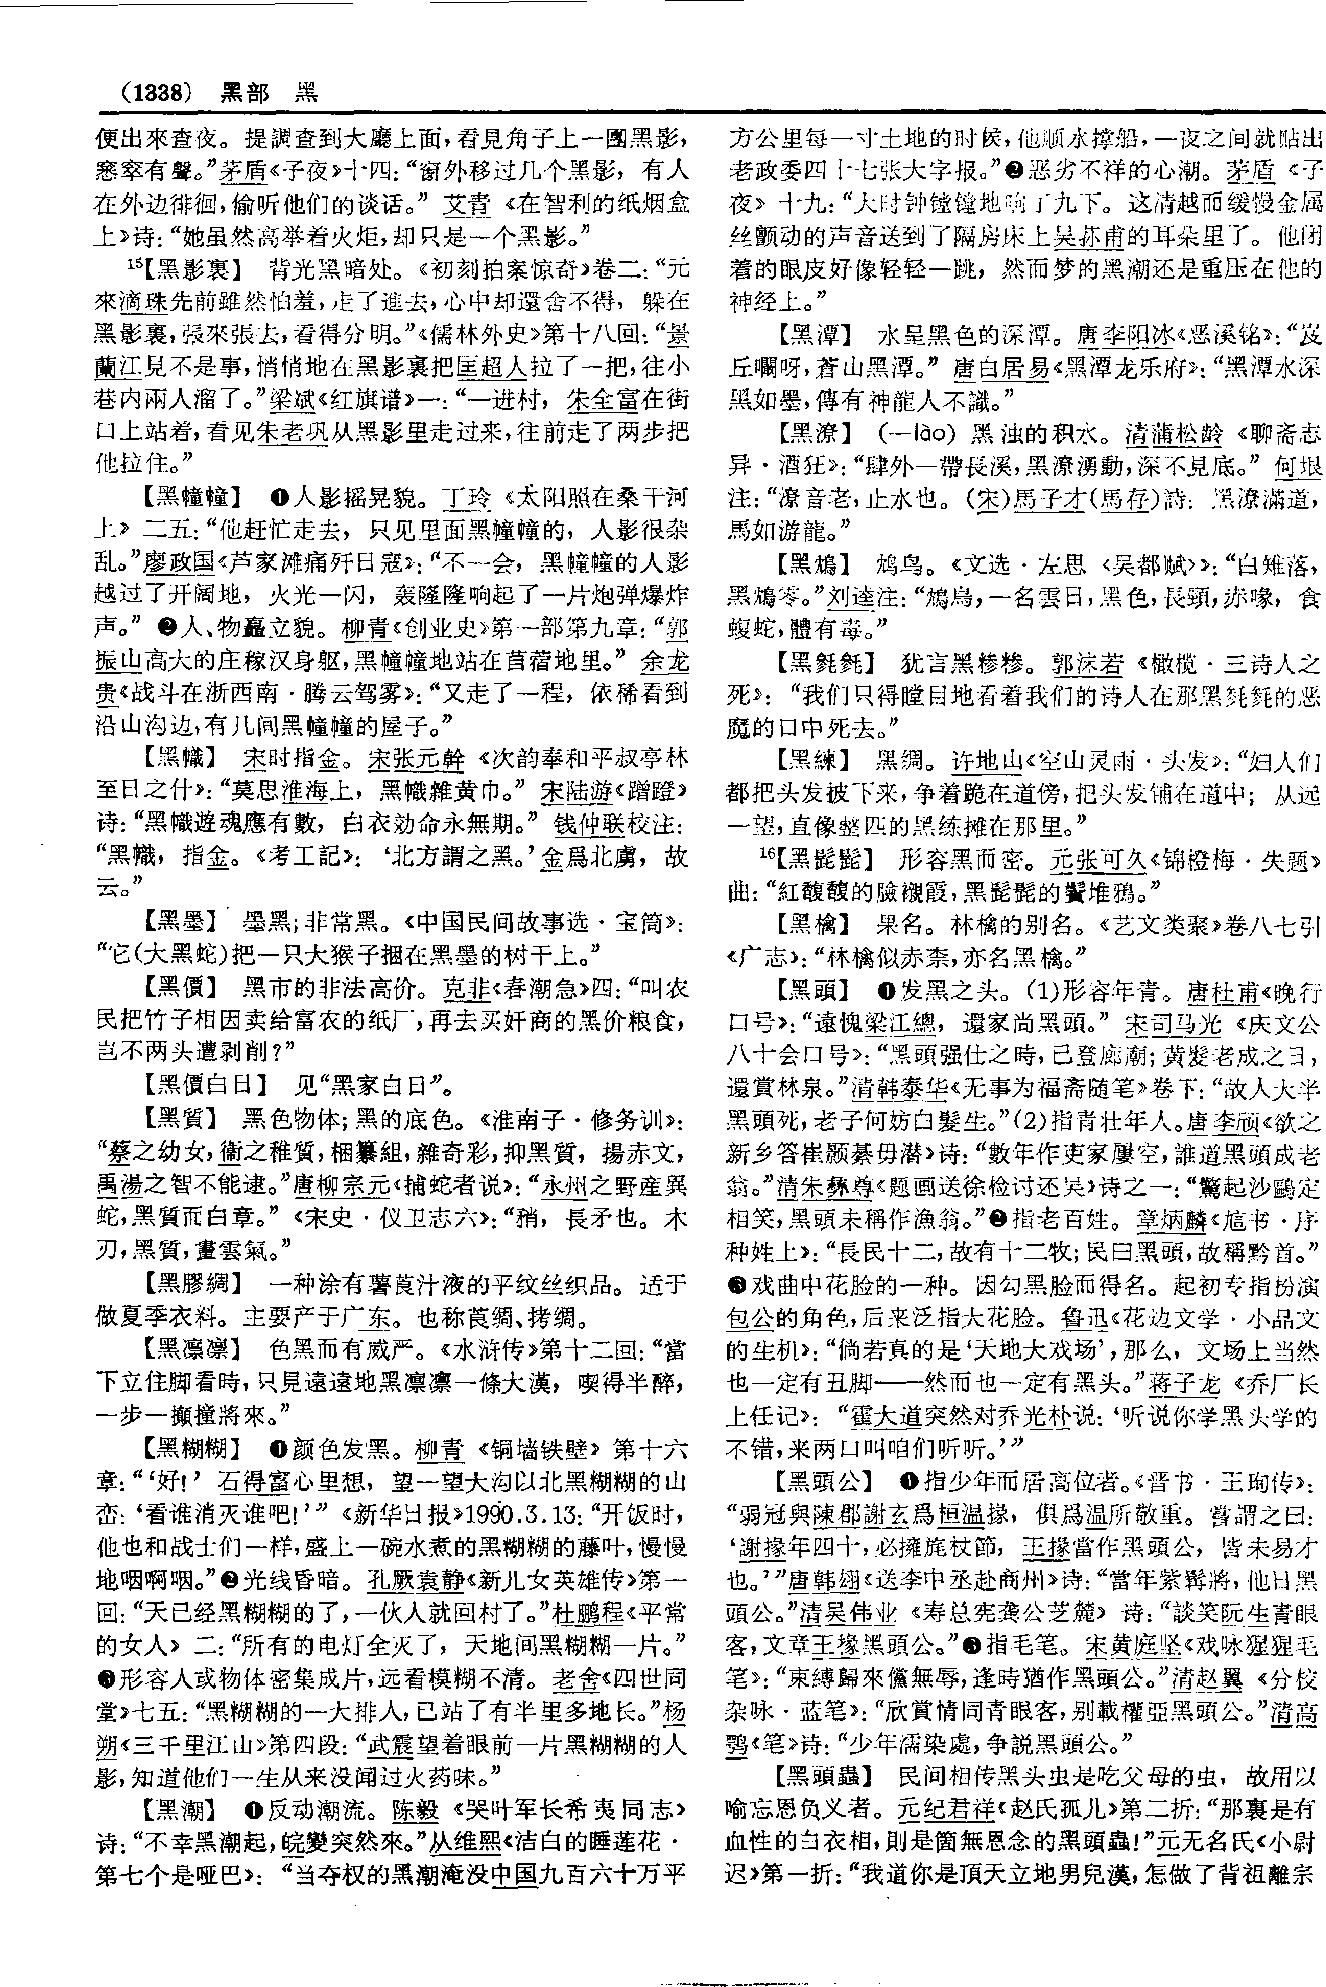 （1338） 黑部 黑
便出來查夜。提調查到大廳上面，看見角子上一團黑影，
窸窣有聲。”茅盾《子夜》十四：“窗外移过几个黑影，有人
在外边徘徊，偷听他们的谈话。”艾青《在智利的纸烟盒
上》诗：“她虽然高举着火炬，却只是一个黑影。”
¹⁵【黑影裏】 背光黑暗处。《初刻拍案惊奇》卷二：“元
來滴珠先前雖然怕羞，走了進去，心中却還舍不得，躲在
黑影裏，張來張去，看得分明。”《儒林外史》第十八回：“景
蘭江見不是事，悄悄地在黑影裏把匡超人拉了一把，往小
巷内兩人溜了。”梁斌《红旗谱》一：“一进村，朱全富在街
口上站着，看见朱老巩从黑影里走过来，往前走了两步把
他拉住。”
【黑幢幢】 ❶人影摇晃貌。丁玲《太阳照在桑干河
上》二五：“他赶忙走去，只见里面黑幢幢的，人影很杂
乱。”廖政国《芦家滩痛歼日寇》：“不一会，黑幢幢的人影
越过了开阔地，火光一闪，轰隆隆响起了一片炮弹爆炸
声。”❷人、物矗立貌。柳青《创业史》第一部第九章：“郭
振山高大的庄稼汉身躯，黑幢幢地站在苜蓿地里。”余龙
贵《战斗在浙西南·腾云驾雾》：“又走了一程，依稀看到
沿山沟边，有几间黑幢幢的屋子。”
【黑幟】 宋时指金。宋张元幹《次韵奉和平叔亭林
至日之什》：“莫思淮海上，黑幟雜黄巾。”宋陆游《蹭蹬》
诗：“黑幟遊魂應有數，白衣効命永無期。”钱仲联校注：
“黑幟，指金。《考工記》：‘北方謂之黑。’金爲北虜，故
云。”
【黑墨】 墨黑；非常黑。《中国民间故事选·宝筒》：
“它（大黑蛇）把一只大猴子捆在黑墨的树干上。”
【黑價】 黑市的非法高价。克非《春潮急》四：“叫农
民把竹子相因卖给富农的纸厂，再去买奸商的黑价粮食，
岂不两头遭剥削？”
【黑價白日】 见“黑家白日”。
【黑質】 黑色物体；黑的底色。《淮南子·修务训》：
“蔡之幼女，衛之稚質，梱纂組，雜奇彩，抑黑質，揚赤文，
禹湯之智不能逮。”唐柳宗元《捕蛇者说》：“永州之野産異
蛇，黑質而白章。”《宋史·仪卫志六》：“矟，長矛也。木
刃，黑質，畫雲氣。”
【黑膠綢】 一种涂有薯莨汁液的平纹丝织品。适于
做夏季衣料。主要产于广东。也称莨绸、拷绸。
【黑凛凛】 色黑而有威严。《水浒传》第十二回：“當
下立住脚看時，只見遠遠地黑凛凛一條大漢，喫得半醉，
一步一攧撞將來。”
【黑糊糊】 ❶颜色发黑。柳青《铜墙铁壁》第十六
章：“‘好！’石得富心里想，望一望大沟以北黑糊糊的山
峦：‘看谁消灭谁吧！’”《新华日报》1990.3.13：“开饭时，
他也和战士们一样，盛上一碗水煮的黑糊糊的藤叶，慢慢
地咽啊咽。”❷光线昏暗。孔厥袁静《新儿女英雄传》第一
回：“天已经黑糊糊的了，一伙人就回村了。”杜鹏程《平常
的女人》二：“所有的电灯全灭了，天地间黑糊糊一片。”
❸形容人或物体密集成片，远看模糊不清。老舍《四世同
堂》七五：“黑糊糊的一大排人，已站了有半里多地长。”杨
朔《三千里江山》第四段：“武震望着眼前一片黑糊糊的人
影，知道他们一生从来没闻过火药味。”
【黑潮】 ❶反动潮流。陈毅《哭叶军长希夷同志》
诗：“不幸黑潮起，皖變突然來。”从维熙《洁白的睡莲花·
第七个是哑巴》：“当夺权的黑潮淹没中国九百六十万平
方公里每一寸土地的时候，他顺水撑船，一夜之间就贴出
老政委四十七张大字报。”❷恶劣不祥的心潮。茅盾《子
夜》十九：“大时钟镗镗地响了九下。这清越而缓慢金属
丝颤动的声音送到了隔房床上吴荪甫的耳朵里了。他闭
着的眼皮好像轻轻一跳，然而梦的黑潮还是重压在他的
神经上。”
【黑潭】 水呈黑色的深潭。唐李阳冰《恶溪铭》：“岌
丘㘚呀，蒼山黑潭。”唐白居易《黑潭龙乐府》：“黑潭水深
黑如墨，傳有神龍人不識。”
【黑潦】 （—lǎo）黑浊的积水。清蒲松龄《聊斋志
异·酒狂》：“肆外一帶長溪，黑潦湧動，深不見底。”何垠
注：“潦音老，止水也。（宋）馬子才（馬存）詩：黑潦滿道，
馬如游龍。”
【黑鴆】 鸩鸟。《文选·左思〈吴都赋〉》：“白雉落，
黑鴆零。”刘逵注：“鴆鳥，一名雲日，黑色，長頸，赤喙，食
蝮蛇，體有毒。”
【黑毿毿】 犹言黑糁糁。郭沫若《橄榄·三诗人之
死》：“我们只得瞠目地看着我们的诗人在那黑毿毿的恶
魔的口中死去。”
【黑練】 黑绸。许地山《空山灵雨·头发》：“妇人们
都把头发披下来，争着跪在道傍，把头发铺在道中；从远
一望，直像整匹的黑练摊在那里。”
¹⁶【黑髭髭】 形容黑而密。元张可久《锦橙梅·失题》
曲：“紅馥馥的臉襯霞，黑髭髭的鬢堆鴉。”
【黑檎】 果名。林檎的别名。《艺文类聚》卷八七引
《广志》：“林檎似赤柰，亦名黑檎。”
【黑頭】 ❶发黑之头。（1）形容年青。唐杜甫《晚行
口号》：“遠愧梁江總，還家尚黑頭。”宋司马光《庆文公
八十会口号》：“黑頭强仕之時，已登廊廟；黄髮老成之日，
還賞林泉。”清韩泰华《无事为福斋随笔》卷下：“故人大半
黑頭死，老子何妨白髮生。”（2）指青壮年人。唐李颀《欲之
新乡答崔颢綦毋潜》诗：“數年作吏家屢空，誰道黑頭成老
翁。”清朱彝尊《题画送徐检讨还吴》诗之一：“驚起沙鷗定
相笑，黑頭未稱作漁翁。”❷指老百姓。章炳麟《訄书·序
种姓上》：“長民十二，故有十二牧；民曰黑頭，故稱黔首。”
❸戏曲中花脸的一种。因勾黑脸而得名。起初专指扮演
包公的角色，后来泛指大花脸。鲁迅《花边文学·小品文
的生机》：“倘若真的是‘天地大戏场’，那么，文场上当然
也一定有丑脚——然而也一定有黑头。”蒋子龙《乔厂长
上任记》：“霍大道突然对乔光朴说：‘听说你学黑头学的
不错，来两口叫咱们听听。’”
【黑頭公】 ❶指少年而居高位者。《晋书·王珣传》：
“弱冠與陳郡謝玄爲桓温掾，俱爲温所敬重。嘗謂之曰：
‘謝掾年四十，必擁旄杖節，王掾當作黑頭公，皆未易才
也。’”唐韩翃《送李中丞赴商州》诗：“當年紫髯將，他日黑
頭公。”清吴伟业《寿总宪龚公芝麓》诗：“談笑阮生青眼
客，文章王掾黑頭公。”❷指毛笔。宋黄庭坚《戏咏猩猩毛
笔》：“束縛歸來儻無辱，逢時猶作黑頭公。”清赵翼《分校
杂咏·蓝笔》：“欣賞情同青眼客，别載權亞黑頭公。”清高
鹗《笔》诗：“少年濡染處，争説黑頭公。”
【黑頭蟲】 民间相传黑头虫是吃父母的虫，故用以
喻忘恩负义者。元纪君祥《赵氏孤儿》第二折：“那裏是有
血性的白衣相，則是箇無恩念的黑頭蟲！”元无名氏《小尉
迟》第一折：“我道你是頂天立地男兒漢，怎做了背祖離宗